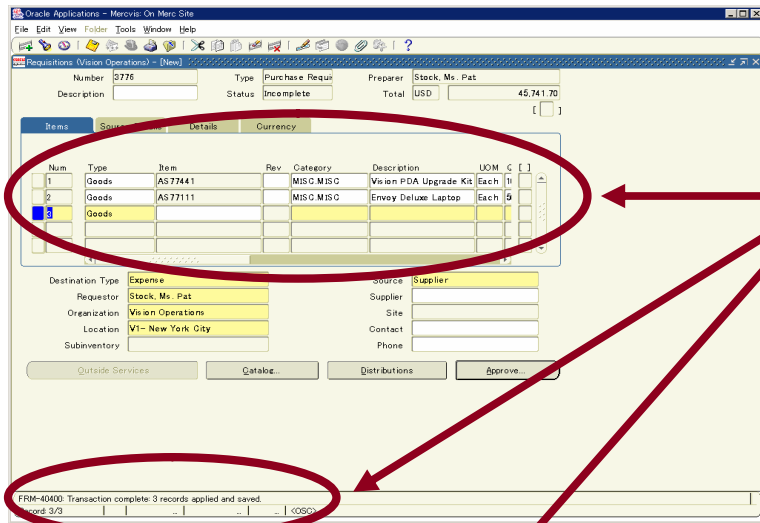 Oracle Applications - Mercvis: On Merc Site
File Edit View Folder Tools Window Help
Requisitions (Vision Operations) - [New]
Number 3776 Type Purchase Requi Preparer Stock, Ms. Pat
Description Status Incomplete Total USD 45,741.70
[ ]
Items Details Currency
Num Type Item Rev Category Description UOM [ ]
1 Goods AS77441 MISC.MISC Vision PDA Upgrade Kit Each
2 Goods AS77111 MISC.MISC Envoy Deluxe Laptop Each
3 Goods
Destination Type Expense Source Supplier
Requestor Stock, Ms. Pat Supplier
Organization Vision Operations Site
Location V1- New York City Contact
Subinventory Phone
Outside Services Catalog... Distributions Approve...
FRM-40400: Transaction complete: 3 records applied and saved.
Record: 3/3 ... ... ... <OSC>